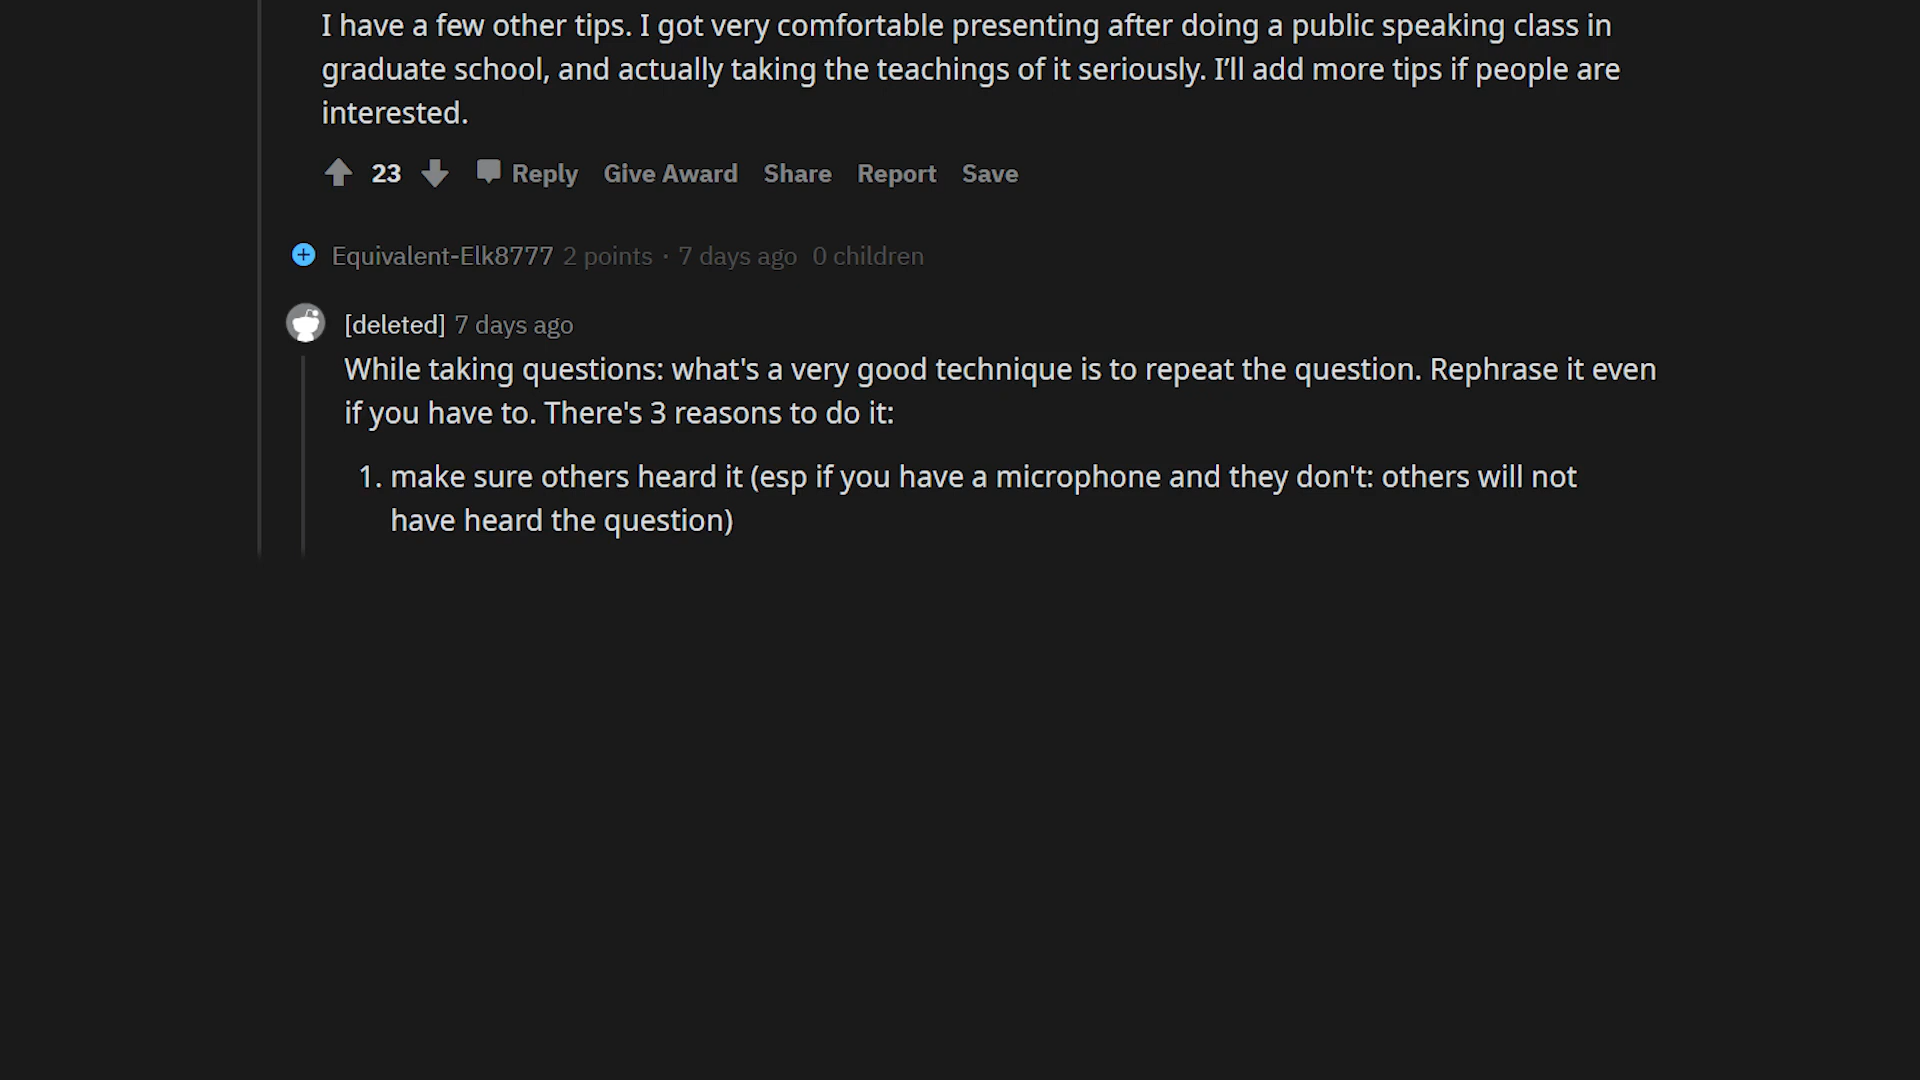 I have a few other tips. I got very comfortable presenting after doing a public speaking class in
graduate school, and actually taking the teachings of it seriously. I’ll add more tips if people are
interested.
23 Reply Give Award Share Report Save
Equivalent-Elk8777 2 points · 7 days ago 0 children
[deleted] 7 days ago
While taking questions: what's a very good technique is to repeat the question. Rephrase it even
if you have to. There's 3 reasons to do it:
1. make sure others heard it (esp if you have a microphone and they don't: others will not
have heard the question)